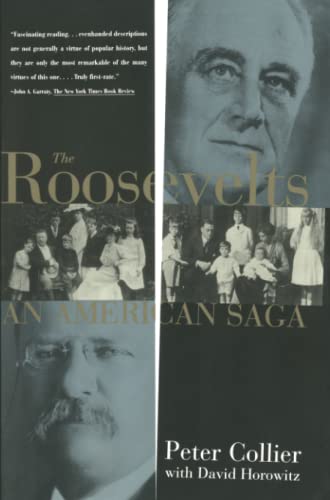 "Fascinating reading. . . evenhanded descriptions
are not generally a virtue of popular history, but
they are only the most remarkable of the many
virtues of this one. . . . Truly first-rate."
–John A. Garraty, The New York Times Book Review
The
Roosevelts
AN AMERICAN SAGA
Peter Collier
with David Horowitz